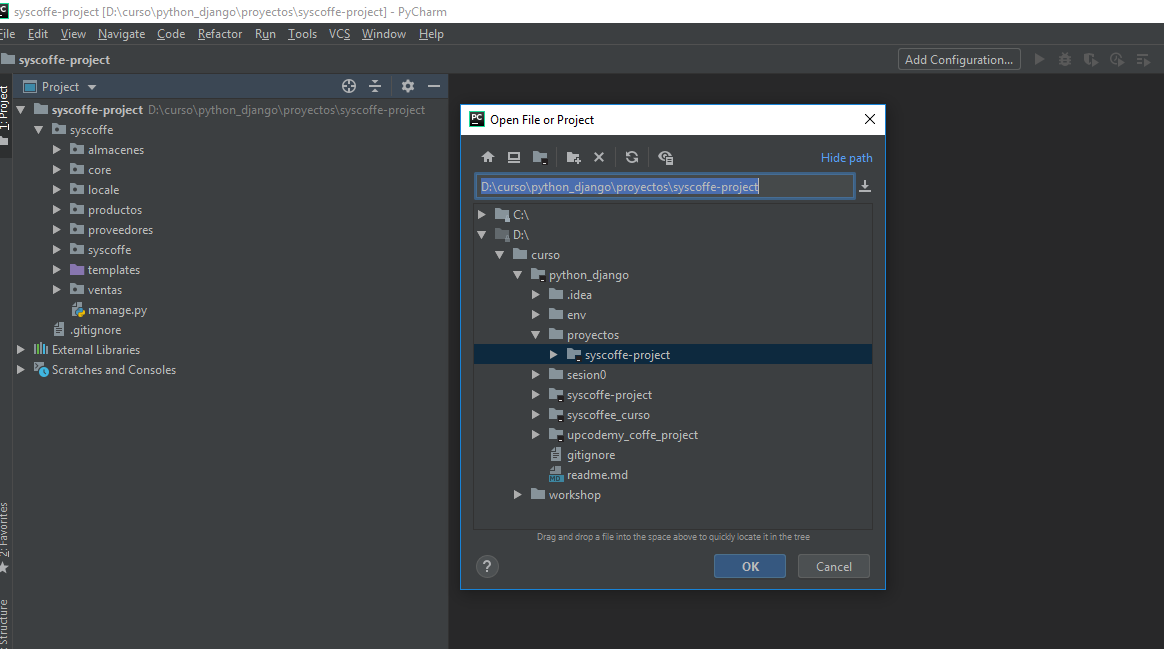 syscoffe-project [D:\curso\python_django\proyectos\syscoffe-project] - PyCharm
File Edit View Navigate Code Refactor Run Tools VCS Window Help
syscoffe-project
Add Configuration...
1: Project
Project
syscoffe-project D:\curso\python_django\proyectos\syscoffe-project
syscoffe
almacenes
core
locale
productos
proveedores
syscoffe
templates
ventas
manage.py
.gitignore
External Libraries
Scratches and Consoles
2: Favorites
Structure
PC Open File or Project
Hide path
D:\curso\python_django\proyectos\syscoffe-project
C:\
D:\
curso
python_django
.idea
env
proyectos
syscoffe-project
sesion0
syscoffe-project
syscoffee_curso
upcodemy_coffe_project
gitignore
MD readme.md
workshop
Drag and drop a file into the space above to quickly locate it in the tree
? OK Cancel